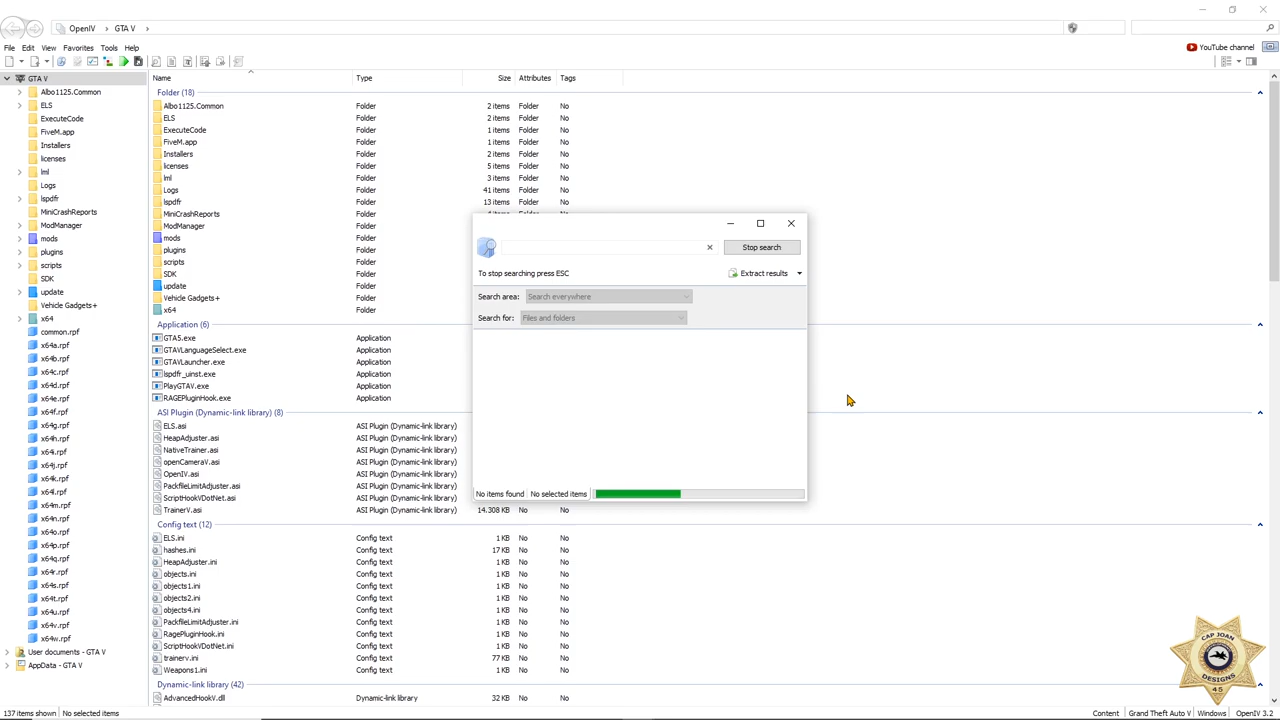 OpenIV
GTA V
File Edit View Favorites Tools Help
YouTube channel
GTA V
Albo1125.Common
ELS
ExecuteCode
FiveM.app
Installers
licenses
lml
Logs
lspdfr
MiniCrashReports
ModManager
mods
plugins
scripts
SDK
update
Vehicle Gadgets+
x64
common.rpf
x64a.rpf
x64b.rpf
x64c.rpf
x64d.rpf
x64e.rpf
x64f.rpf
x64g.rpf
x64h.rpf
x64i.rpf
x64j.rpf
x64k.rpf
x64l.rpf
x64m.rpf
x64n.rpf
x64o.rpf
x64p.rpf
x64q.rpf
x64r.rpf
x64s.rpf
x64t.rpf
x64u.rpf
x64v.rpf
x64w.rpf
User documents - GTA V
AppData - GTA V
Name Type Size Attributes Tags
Folder (18)
Albo1125.Common Folder 2 items Folder No
ELS Folder 2 items Folder No
ExecuteCode Folder 1 items Folder No
FiveM.app Folder 1 items Folder No
Installers Folder 2 items Folder No
licenses Folder 5 items Folder No
lml Folder 3 items Folder No
Logs Folder 41 items Folder No
lspdfr Folder 13 items Folder No
MiniCrashReports Folder
ModManager Folder
mods Folder
plugins Folder
scripts Folder
SDK Folder
update Folder
Vehicle Gadgets+ Folder
x64 Folder
Application (6)
GTA5.exe Application
GTAVLanguageSelect.exe Application
GTAVLauncher.exe Application
lspdfr_uinst.exe Application
PlayGTAV.exe Application
RAGEPluginHook.exe Application
ASI Plugin (Dynamic-link library) (8)
ELS.asi ASI Plugin (Dynamic-link library)
HeapAdjuster.asi ASI Plugin (Dynamic-link library)
NativeTrainer.asi ASI Plugin (Dynamic-link library)
openCameraV.asi ASI Plugin (Dynamic-link library)
OpenIV.asi ASI Plugin (Dynamic-link library)
PackfileLimitAdjuster.asi ASI Plugin (Dynamic-link library)
ScriptHookVDotNet.asi ASI Plugin (Dynamic-link library)
TrainerV.asi ASI Plugin (Dynamic-link library) 14,308 KB No No
Config text (12)
ELS.ini Config text 1 KB No No
hashes.ini Config text 17 KB No No
HeapAdjuster.ini Config text 1 KB No No
objects.ini Config text 1 KB No No
objects1.ini Config text 1 KB No No
objects2.ini Config text 1 KB No No
objects4.ini Config text 1 KB No No
PackfileLimitAdjuster.ini Config text 1 KB No No
RagePluginHook.ini Config text 1 KB No No
ScriptHookVDotNet.ini Config text 1 KB No No
trainerv.ini Config text 77 KB No No
Weapons1.ini Config text 1 KB No No
Dynamic-link library (42)
AdvancedHookV.dll Dynamic-link library 32 KB No No
Stop search
To stop searching press ESC
Extract results
Search area: Search everywhere
Search for: Files and folders
No items found No selected items
CAP JOAN
DESIGNS
45
137 items shown No selected items
Content Grand Theft Auto V Windows OpenIV 3.2